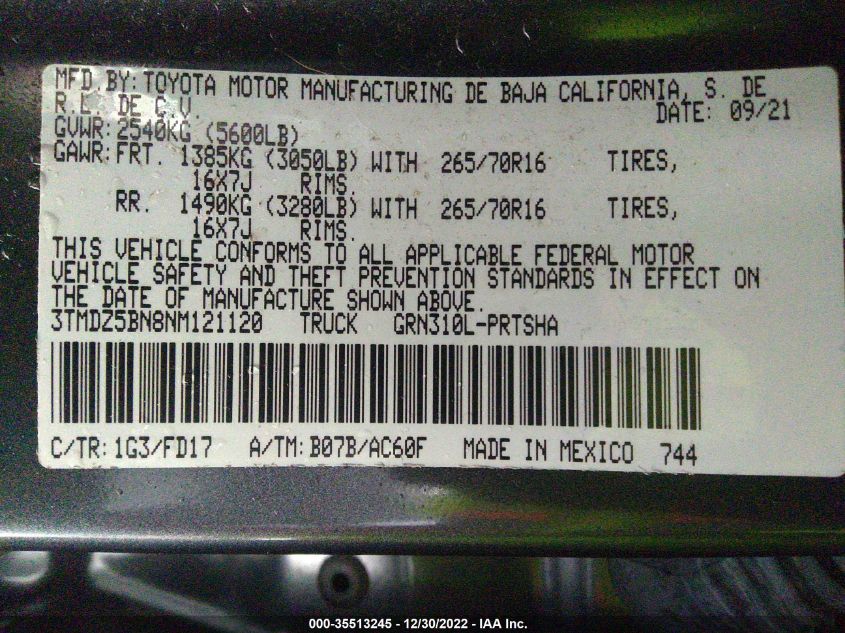 MFD. BY: TOYOTA MOTOR MANUFACTURING DE BAJA CALIFORNIA, S. DE
R.L. DE C.V.
DATE: 09/21
GVWR: 2540KG (5600LB)
GAWR: FRT. 1385KG (3050LB) WITH 265/70R16 TIRES,
16X7J RIMS.
RR. 1490KG (3280LB) WITH 265/70R16 TIRES,
16X7J RIMS.
THIS VEHICLE CONFORMS TO ALL APPLICABLE FEDERAL MOTOR
VEHICLE SAFETY AND THEFT PREVENTION STANDARDS IN EFFECT ON
THE DATE OF MANUFACTURE SHOWN ABOVE.
3TMDZ5BN8NM121120 TRUCK GRN310L-PRTSHA
C/TR: 1G3/FD17 A/TM: B07B/AC60F MADE IN MEXICO 744
000-35513245 - 12/30/2022 - IAA Inc.